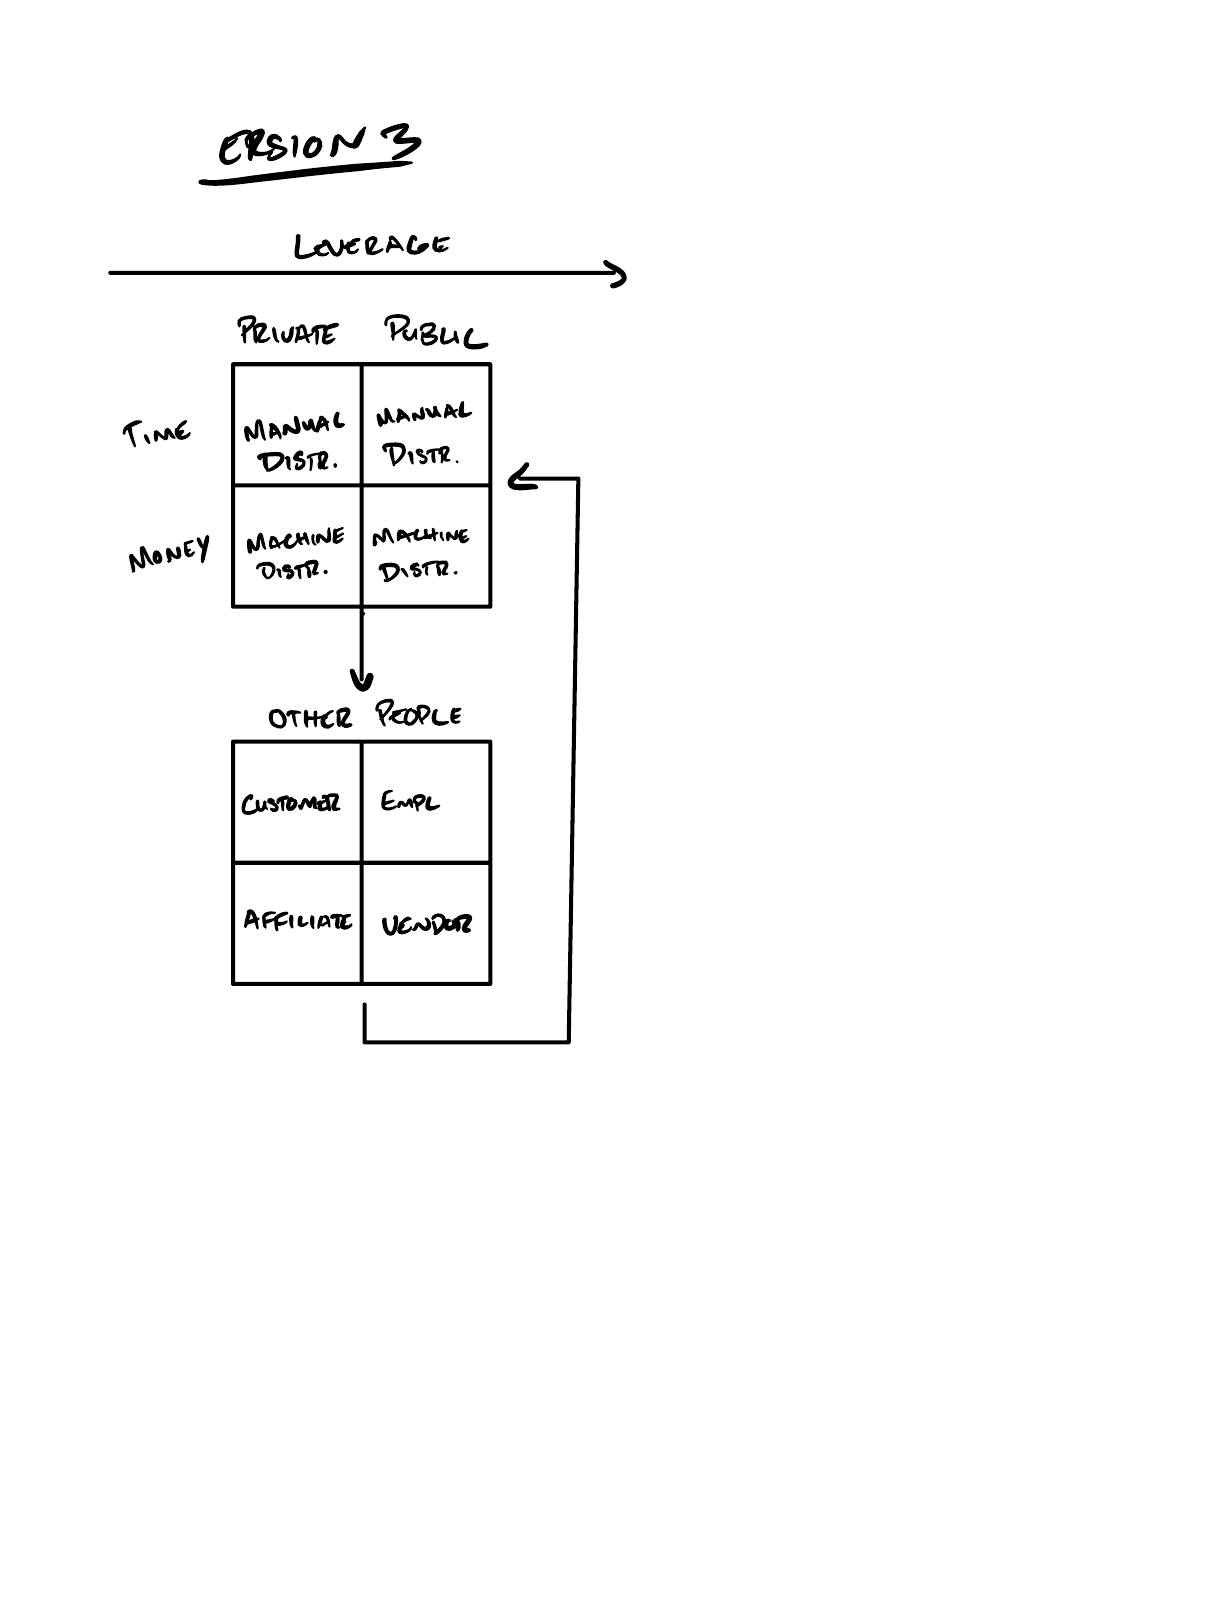 ERSION 3
LEVERAGE
PRIVATE PUBLIC
TIME
MANUAL DISTR.
MANUAL DISTR.
MONEY
MACHINE DISTR.
MACHINE DISTR.
OTHER PEOPLE
CUSTOMER EMPL
AFFILIATE VENDOR